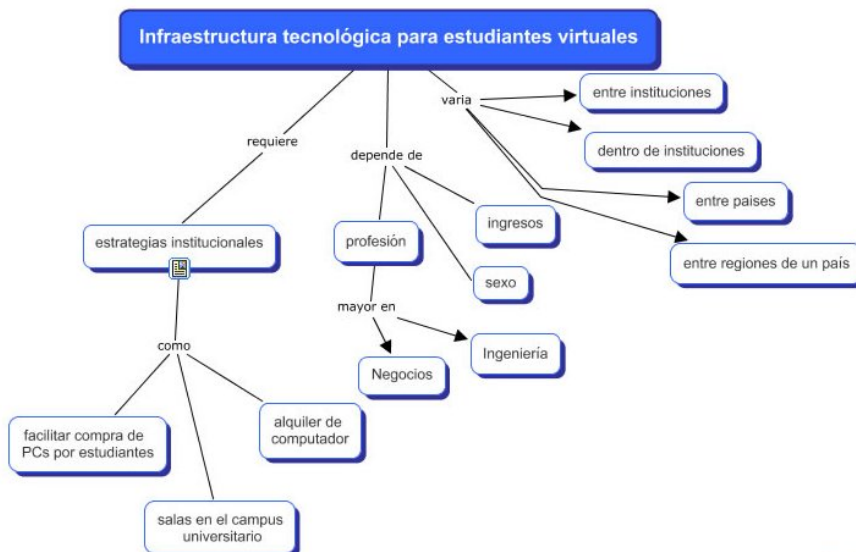 Infraestructura tecnológica para estudiantes virtuales
requiere
estrategias institucionales
como
facilitar compra de
PCs por estudiantes
salas en el campus
universitario
alquiler de
computador
depende de
profesión
mayor en
Negocios
Ingeniería
ingresos
sexo
varia
entre instituciones
dentro de instituciones
entre paises
entre regiones de un país